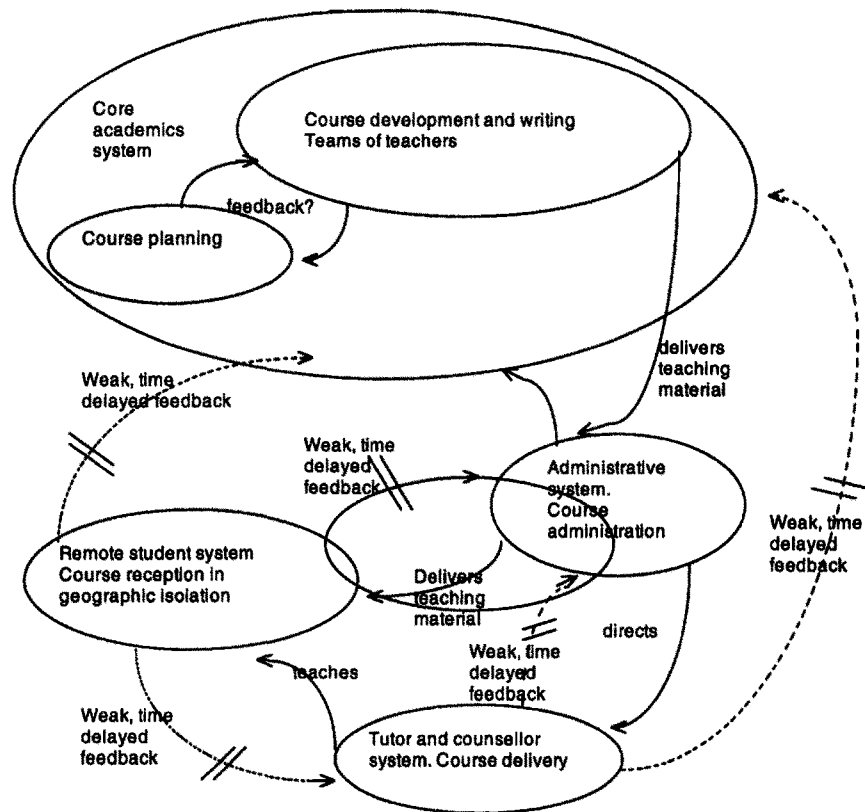 Core
academics
system
Course development and writing
Teams of teachers
feedback?
Course planning
delivers
teaching
material
Weak, time
delayed feedback
Weak, time
delayed
feedback
Administrative
system.
Course
administration
Weak, time
delayed
feedback
Remote student system
Course reception in
geographic isolation
Delivers
teaching
material
directs
Weak, time
delayed
feedback
teaches
Weak, time
delayed
feedback
Tutor and counsellor
system. Course delivery